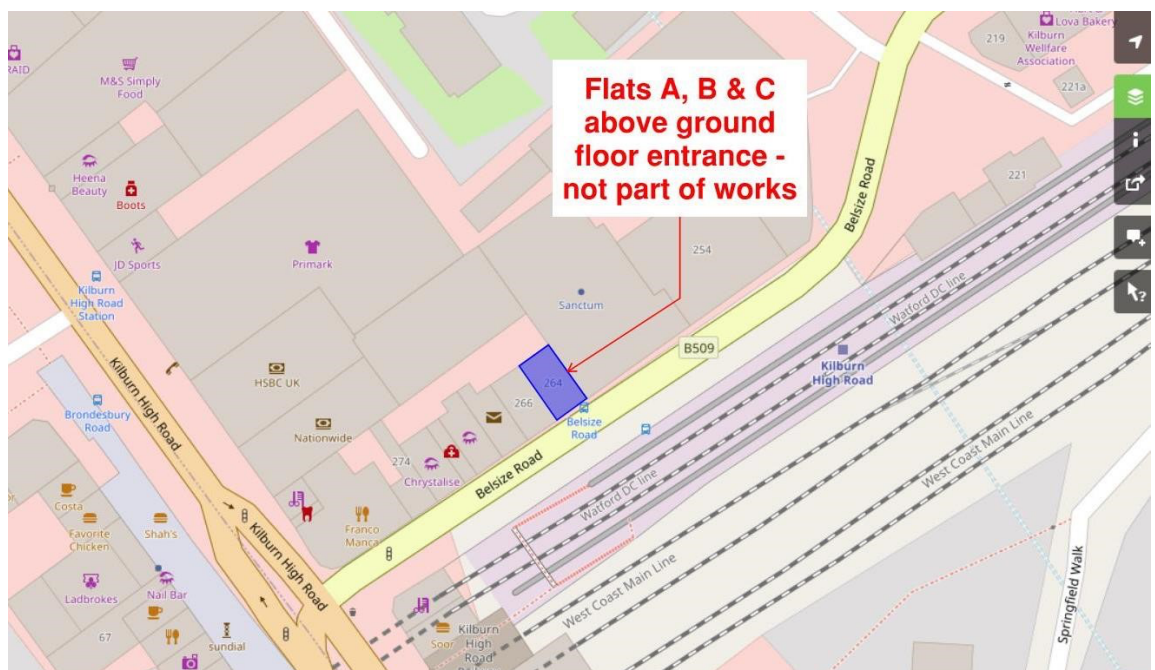 Flats A, B & C
above ground
floor entrance -
not part of works
RAID
M&S Simply
Food
Heena
Beauty
Boots
JD Sports
Primark
Kilburn
High Road
Station
Brondesbury
Road
Kilburn High Road
HSBC UK
Nationwide
274
Chrystalise
266
264
Sanctum
254
Belsize
Road
B509
Belsize Road
Belsize Road
219
Lova Bakery
Kilburn
Wellfare
Association
221a
221
Watford DC line
Kilburn
High Road
West Coast Main Line
Watford DC line
West Coast Main Line
Springfield Walk
Costa
Favorite
Chicken
Shah's
Ladbrokes
Nail Bar
67
sundial
Kilburn High Road
Franco
Manca
Soor
Kilburn
High
Road
i
?